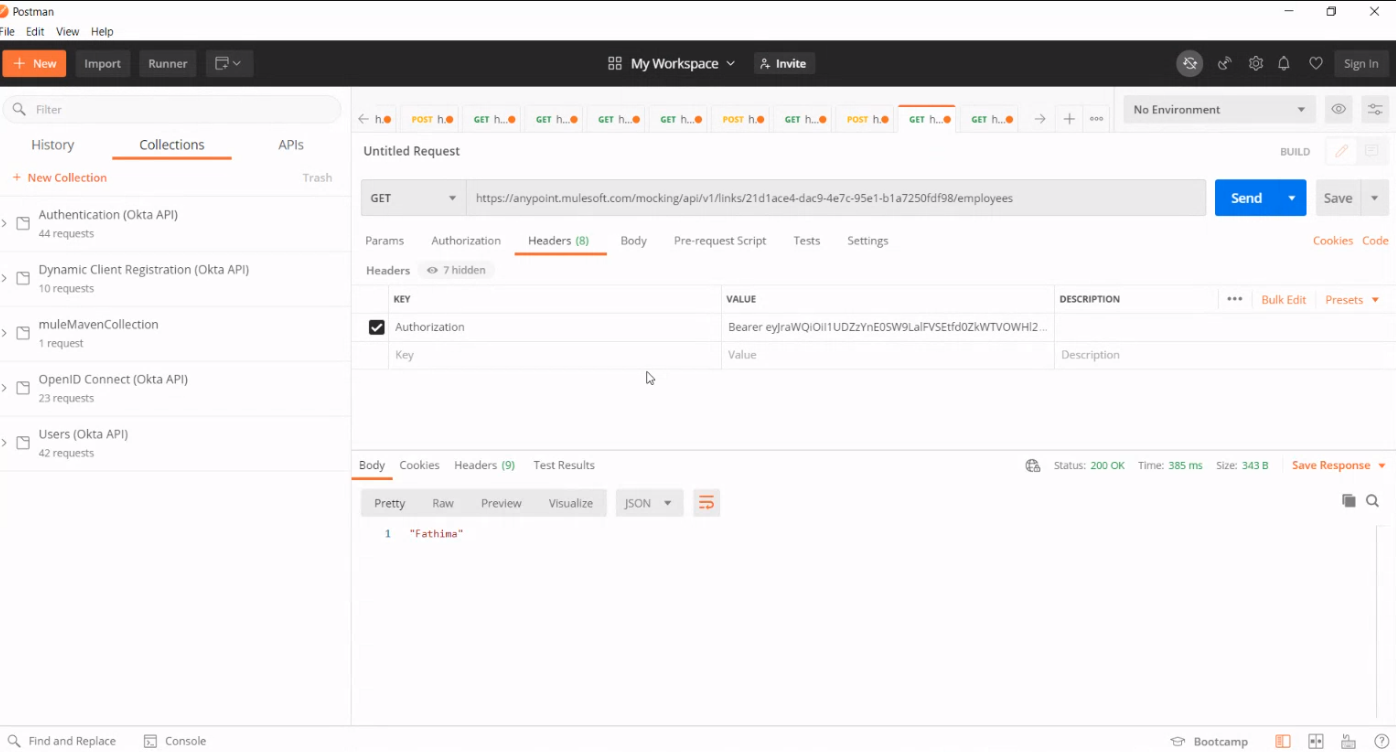 Postman
File Edit View Help
New Import Runner My Workspace Invite Sign In
Filter
History Collections APIs
+ New Collection Trash
Authentication (Okta API)
44 requests
Dynamic Client Registration (Okta API)
10 requests
muleMavenCollection
1 request
OpenID Connect (Okta API)
23 requests
Users (Okta API)
42 requests
h. POST h. GET h... GET h... GET h... GET h... POST h. GET h... POST h. GET h... GET h... No Environment
Untitled Request BUILD
GET https://anypoint.mulesoft.com/mocking/api/v1/links/21d1ace4-dac9-4e7c-95e1-b1a7250fdf98/employees Send Save
Params Authorization Headers (8) Body Pre-request Script Tests Settings Cookies Code
Headers 7 hidden
KEY VALUE DESCRIPTION ••• Bulk Edit Presets
Authorization Bearer
Key Value Description
Body Cookies Headers (9) Test Results Status: 200 OK Time: 385 ms Size: 343 B Save Response
Pretty Raw Preview Visualize JSON
1 "Fathima"
Find and Replace Console Bootcamp